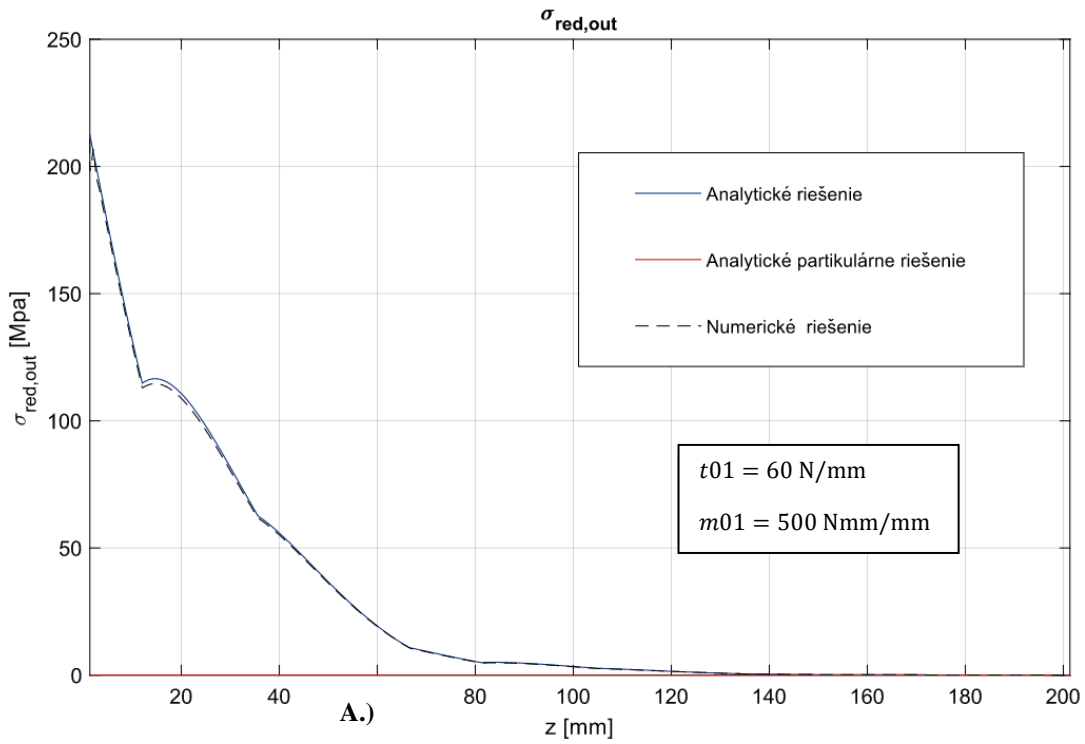 σred,out
250
200
150
100
50
0
σred,out [Mpa]
Analytické riešenie
Analytické partikulárne riešenie
Numerické riešenie
t01 = 60 N/mm
m01 = 500 Nmm/mm
20 40 60 80 100 120 140 160 180 200
A.)
z [mm]